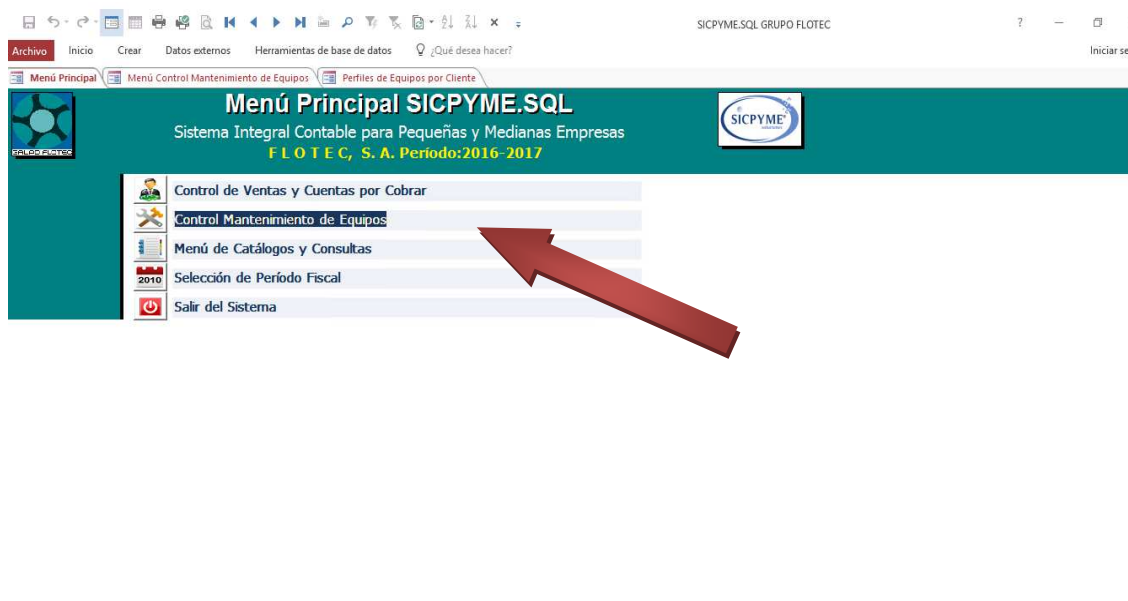 SICPYME.SQL GRUPO FLOTEC
?
Archivo Inicio Crear Datos externos Herramientas de base de datos ¿Qué desea hacer? Iniciar se
Menú Principal Menú Control Mantenimiento de Equipos Perfiles de Equipos por Cliente
Menú Principal SICPYME.SQL
Sistema Integral Contable para Pequeñas y Medianas Empresas
F L O T E C, S. A. Período:2016-2017
GRUPO FLOTEC
SICPYME
Control de Ventas y Cuentas por Cobrar
Control Mantenimiento de Equipos
Menú de Catálogos y Consultas
2010 Selección de Período Fiscal
Salir del Sistema